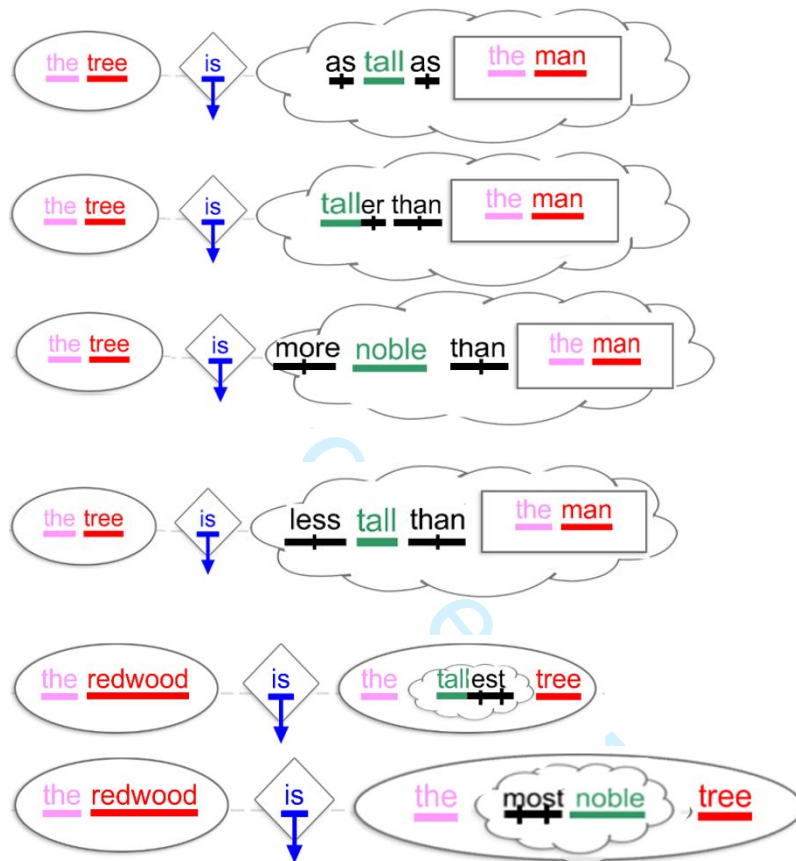 the tree is as tall as the man
the tree is taller than the man
the tree is more noble than the man
the tree is less tall than the man
the redwood is the tallest tree
the redwood is the most noble , tree